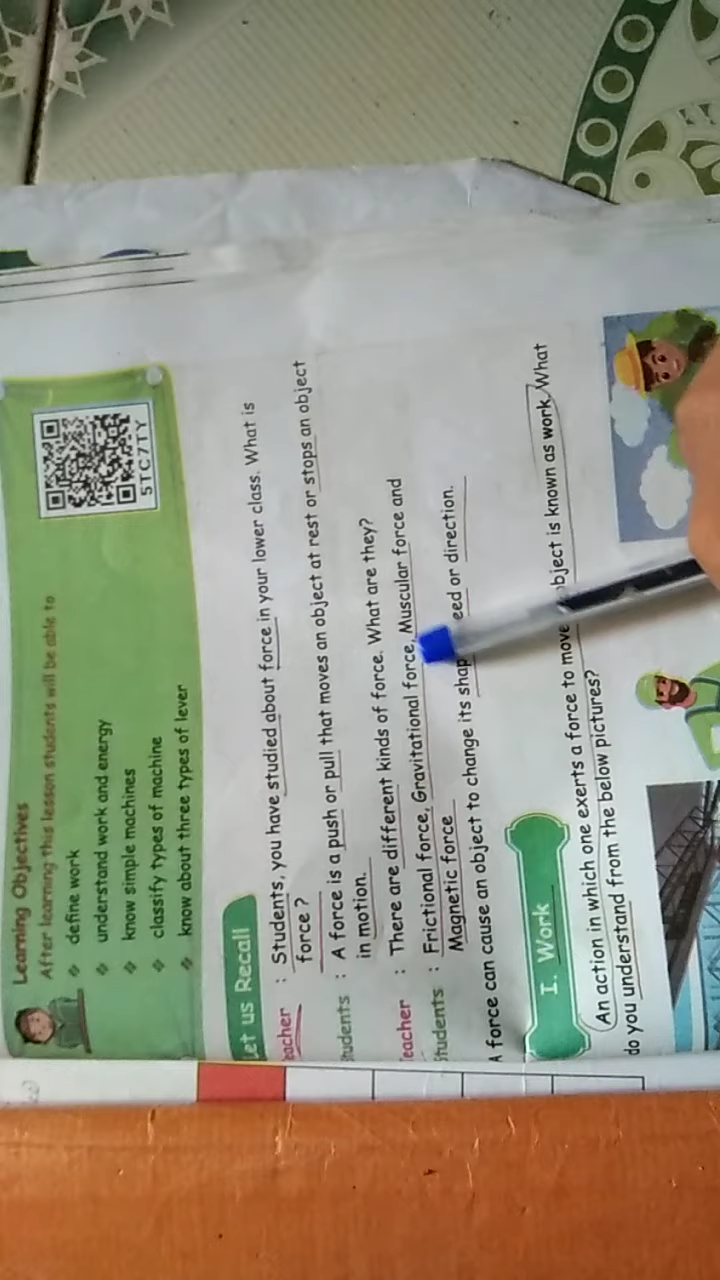 Learning Objectives
After learning this lesson students will be able to
define work
understand work and energy
know simple machines
classify types of machine
know about three types of lever
5TC7TY
Let us Recall
eacher : Students, you have studied about force in your lower class. What is
force ?
tudents : A force is a push or pull that moves an object at rest or stops an object
in motion.
eacher : There are different kinds of force. What are they?
Students : Frictional force, Gravitational force, Muscular force and
Magnetic force
A force can cause an object to change its shap eed or direction.
I. Work
An action in which one exerts a force to move bject is known as work. What
do you understand from the below pictures?